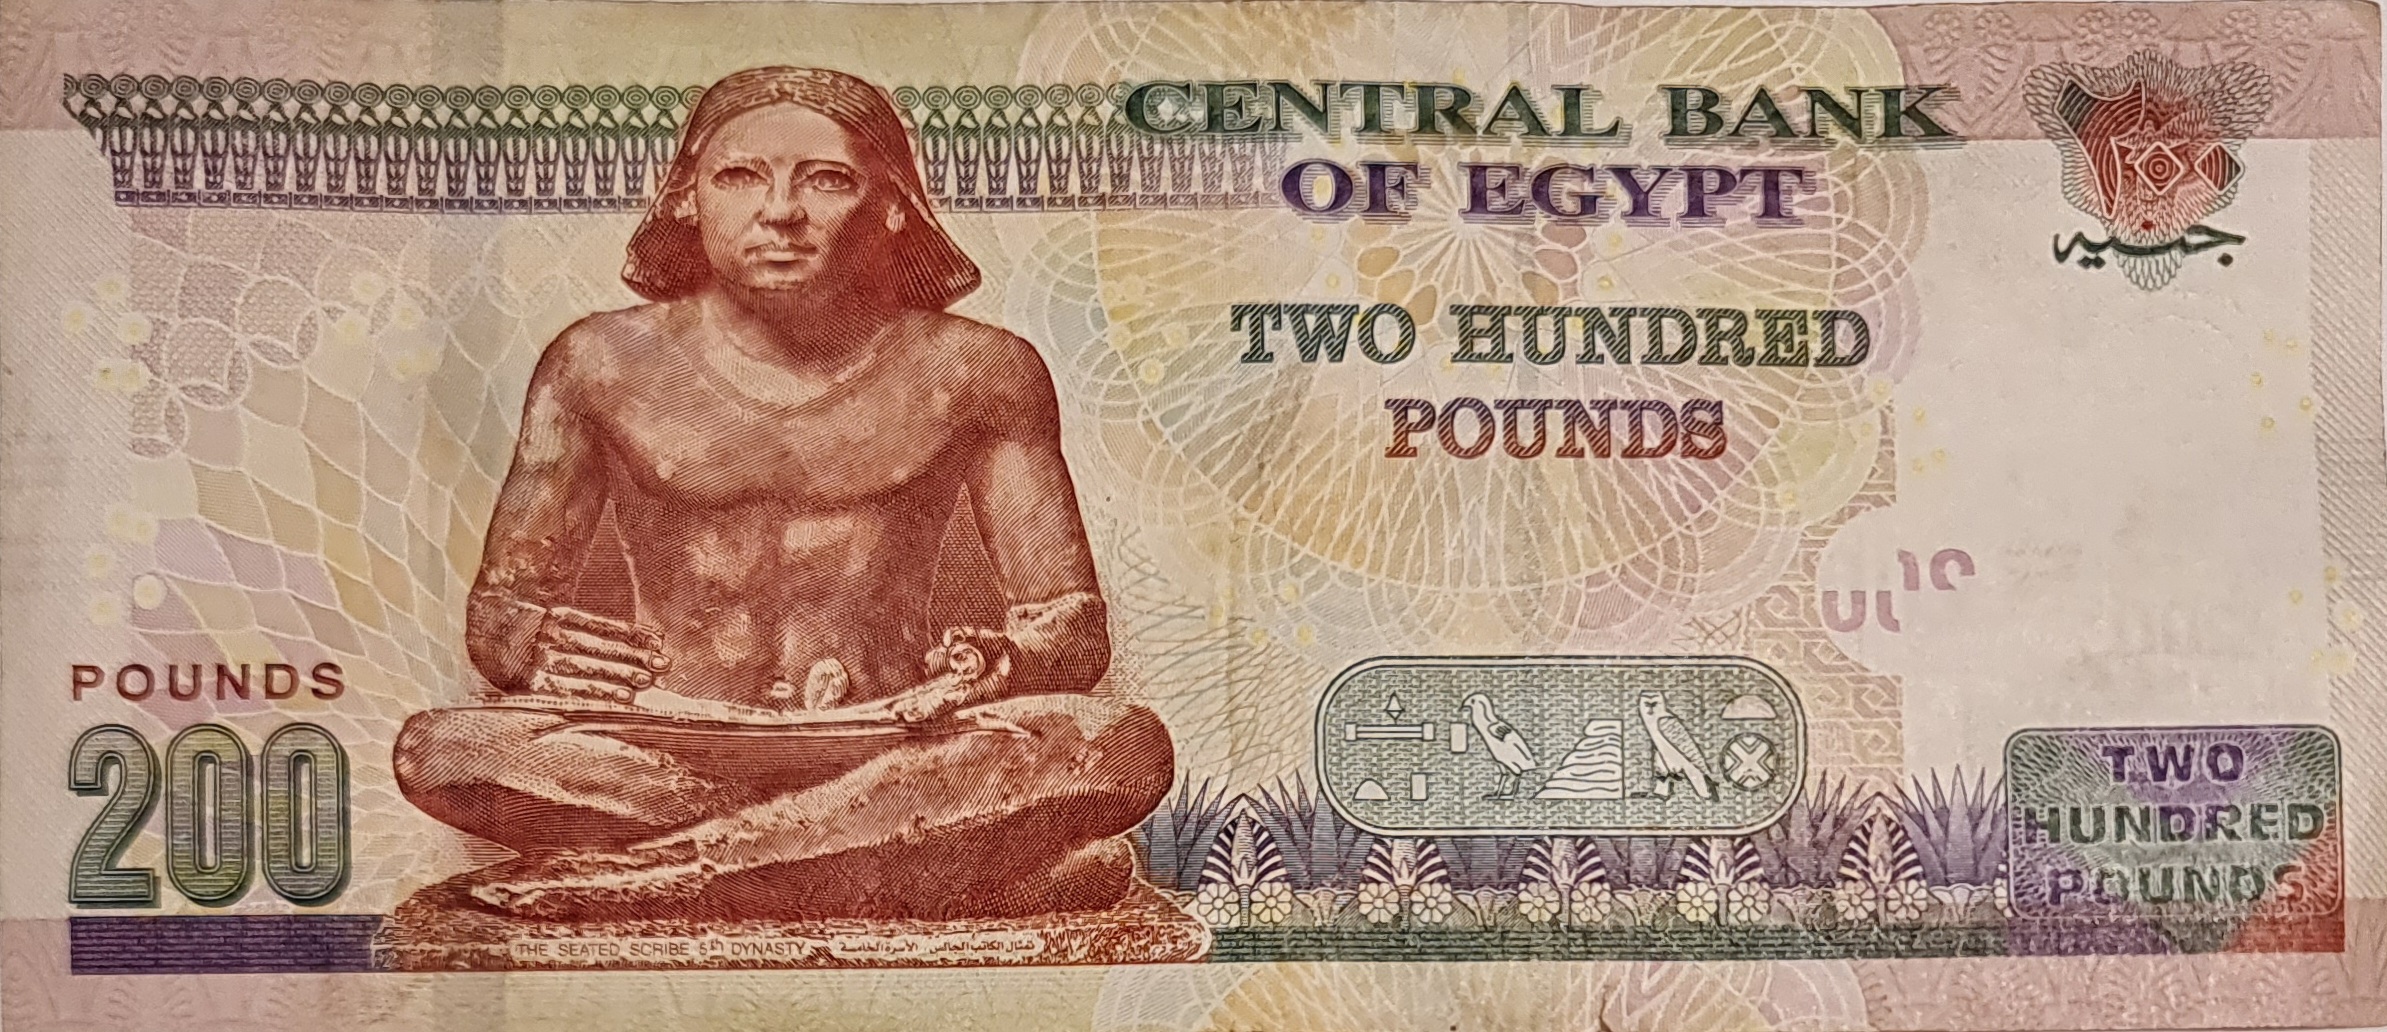 CENTRAL BANK
OF EGYPT
جنيه
TWO HUNDRED
POUNDS
POUNDS
200
TWO
HUNDRED
POUNDS
THE SEATED SCRIBE 5th DYNASTY تمثال الكاتب الجالس الأسرة الخامسة